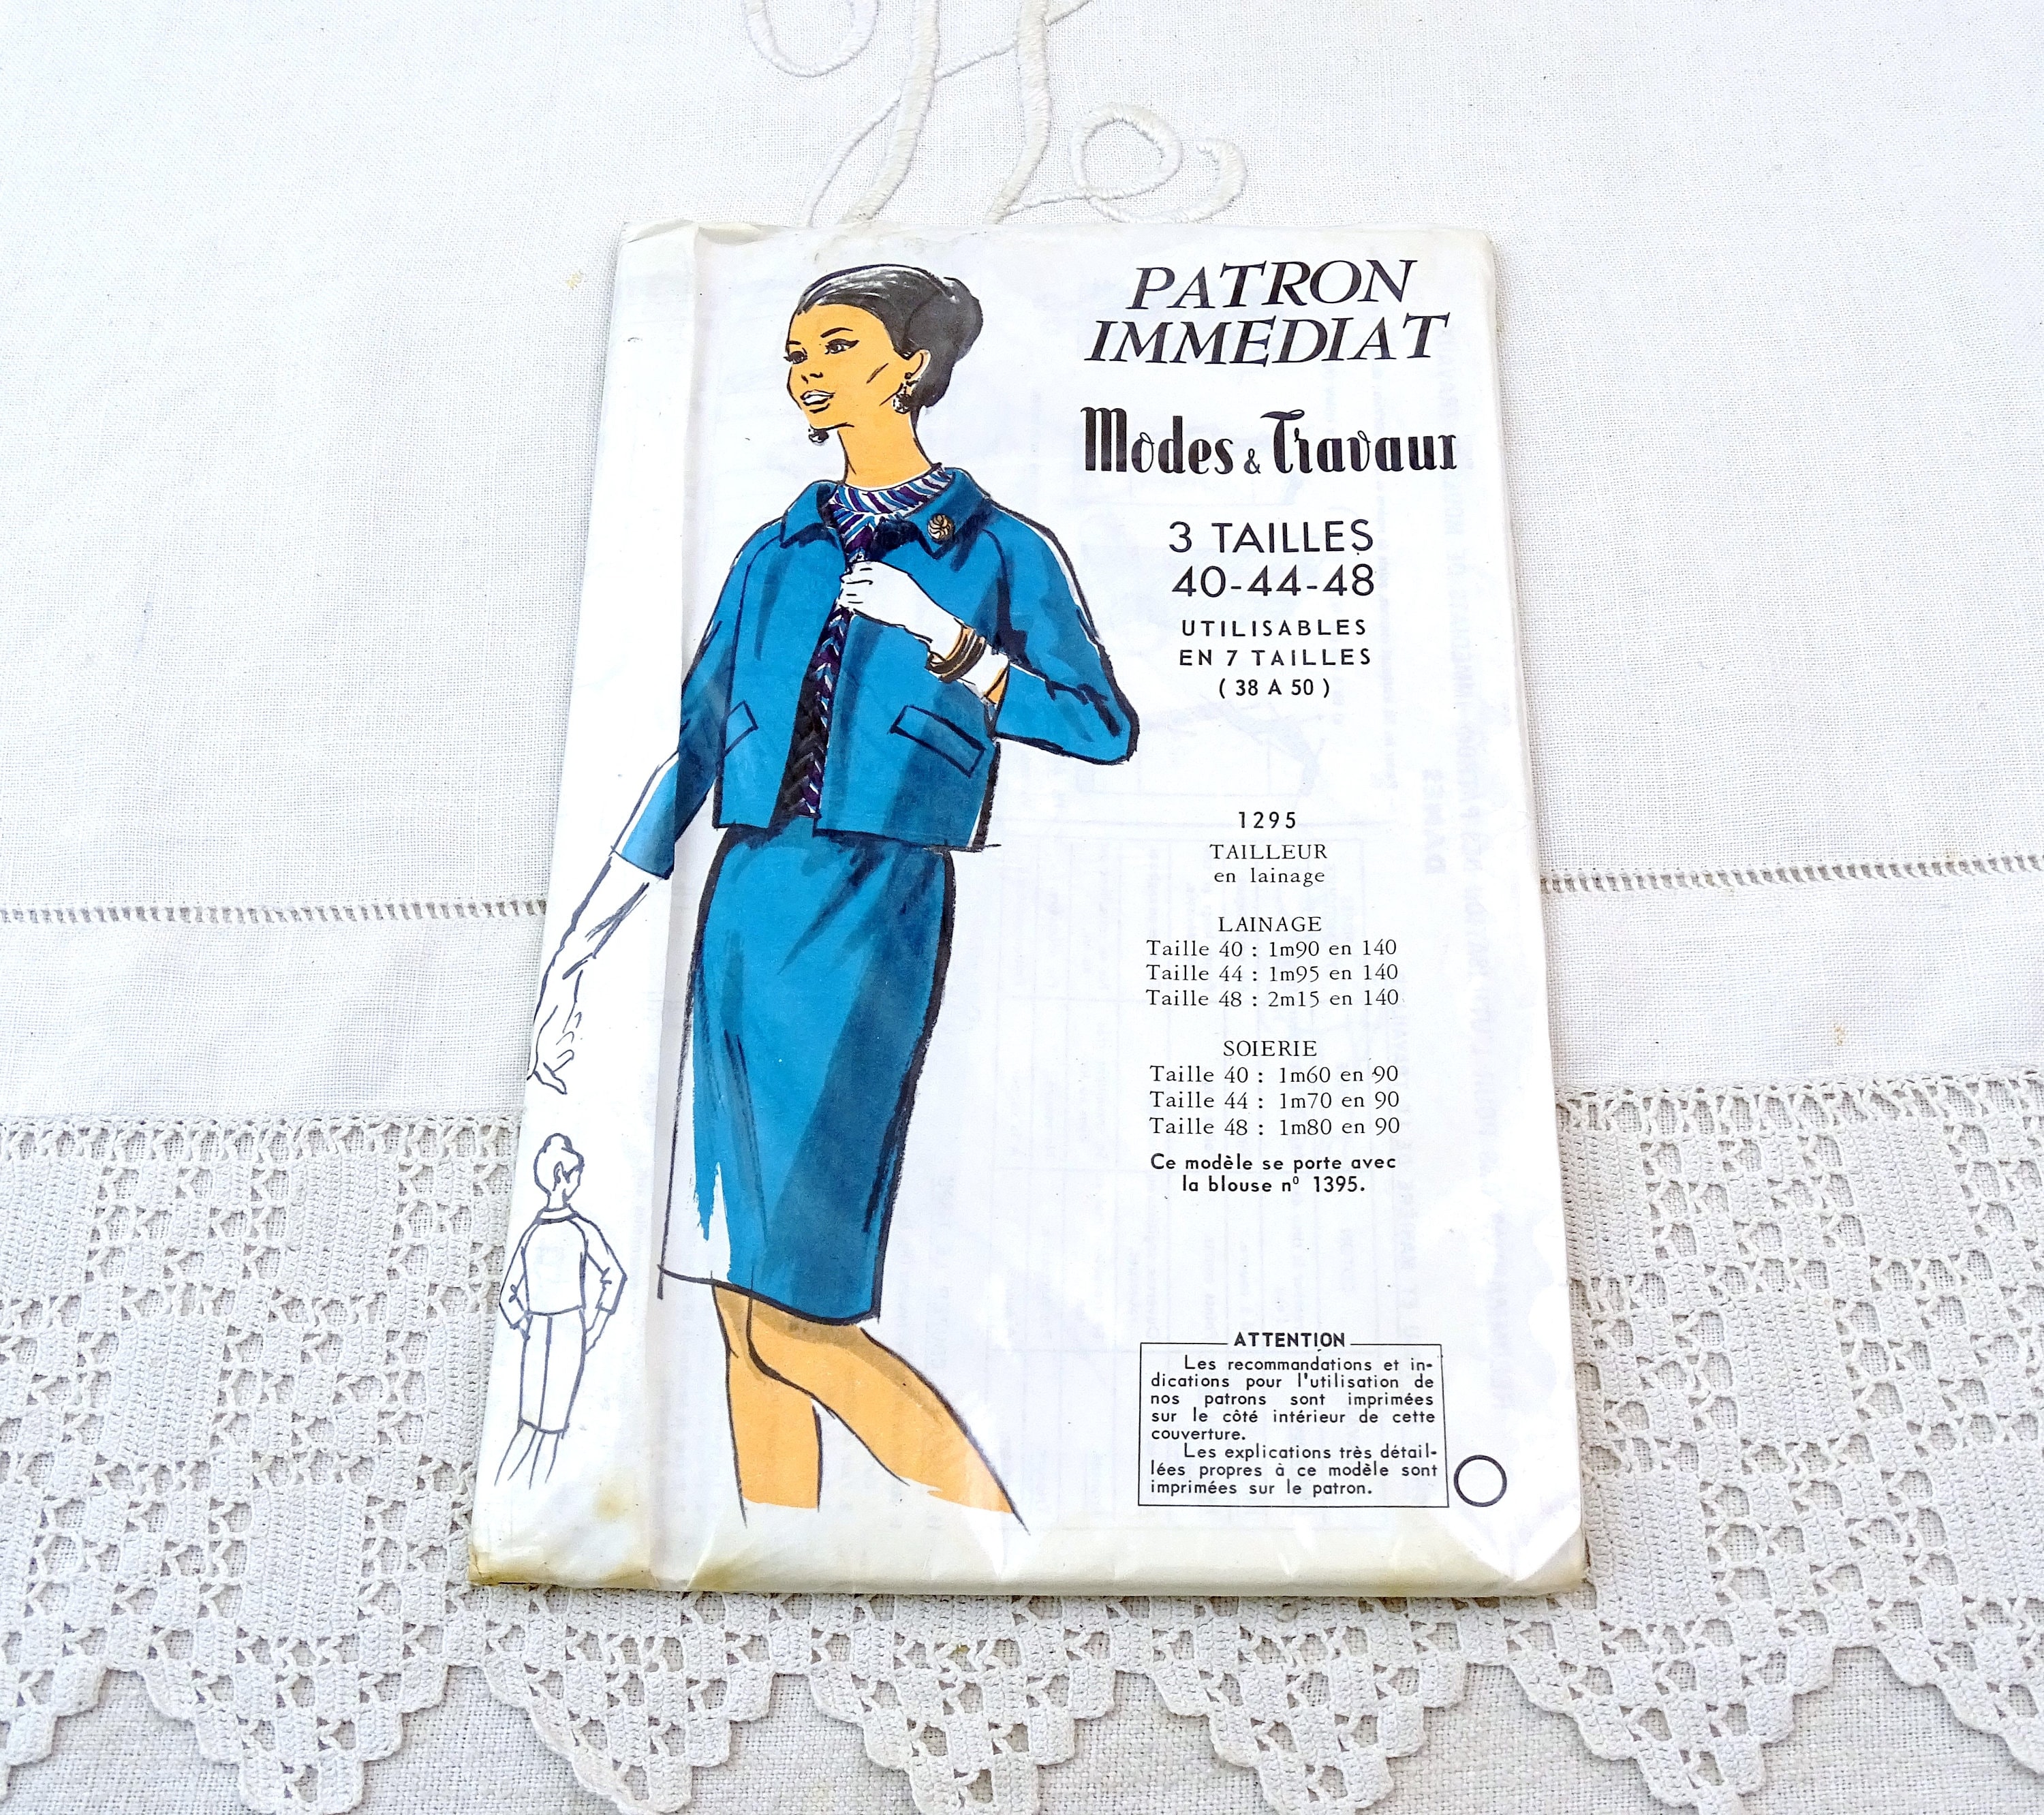 PATRON
IMMEDIAT
Modes & Travaux
3 TAILLES
40-44-48
UTILISABLES
EN 7 TAILLES
( 38 A 50 )
1295
TAILLEUR
en lainage
LAINAGE
Taille 40 : 1m90 en 140
Taille 44 : 1m95 en 140
Taille 48 : 2m15 en 140
SOIERIE
Taille 40 : 1m60 en 90
Taille 44 : 1m70 en 90
Taille 48 : 1m80 en 90
Ce modèle se porte avec
la blouse nº 1395.
ATTENTION
Les recommandations et in-
dications pour l'utilisation de
nos patrons sont imprimées
sur le côté intérieur de cette
couverture.
Les explications très détail-
lées propres à ce modèle sont
imprimées sur le patron.